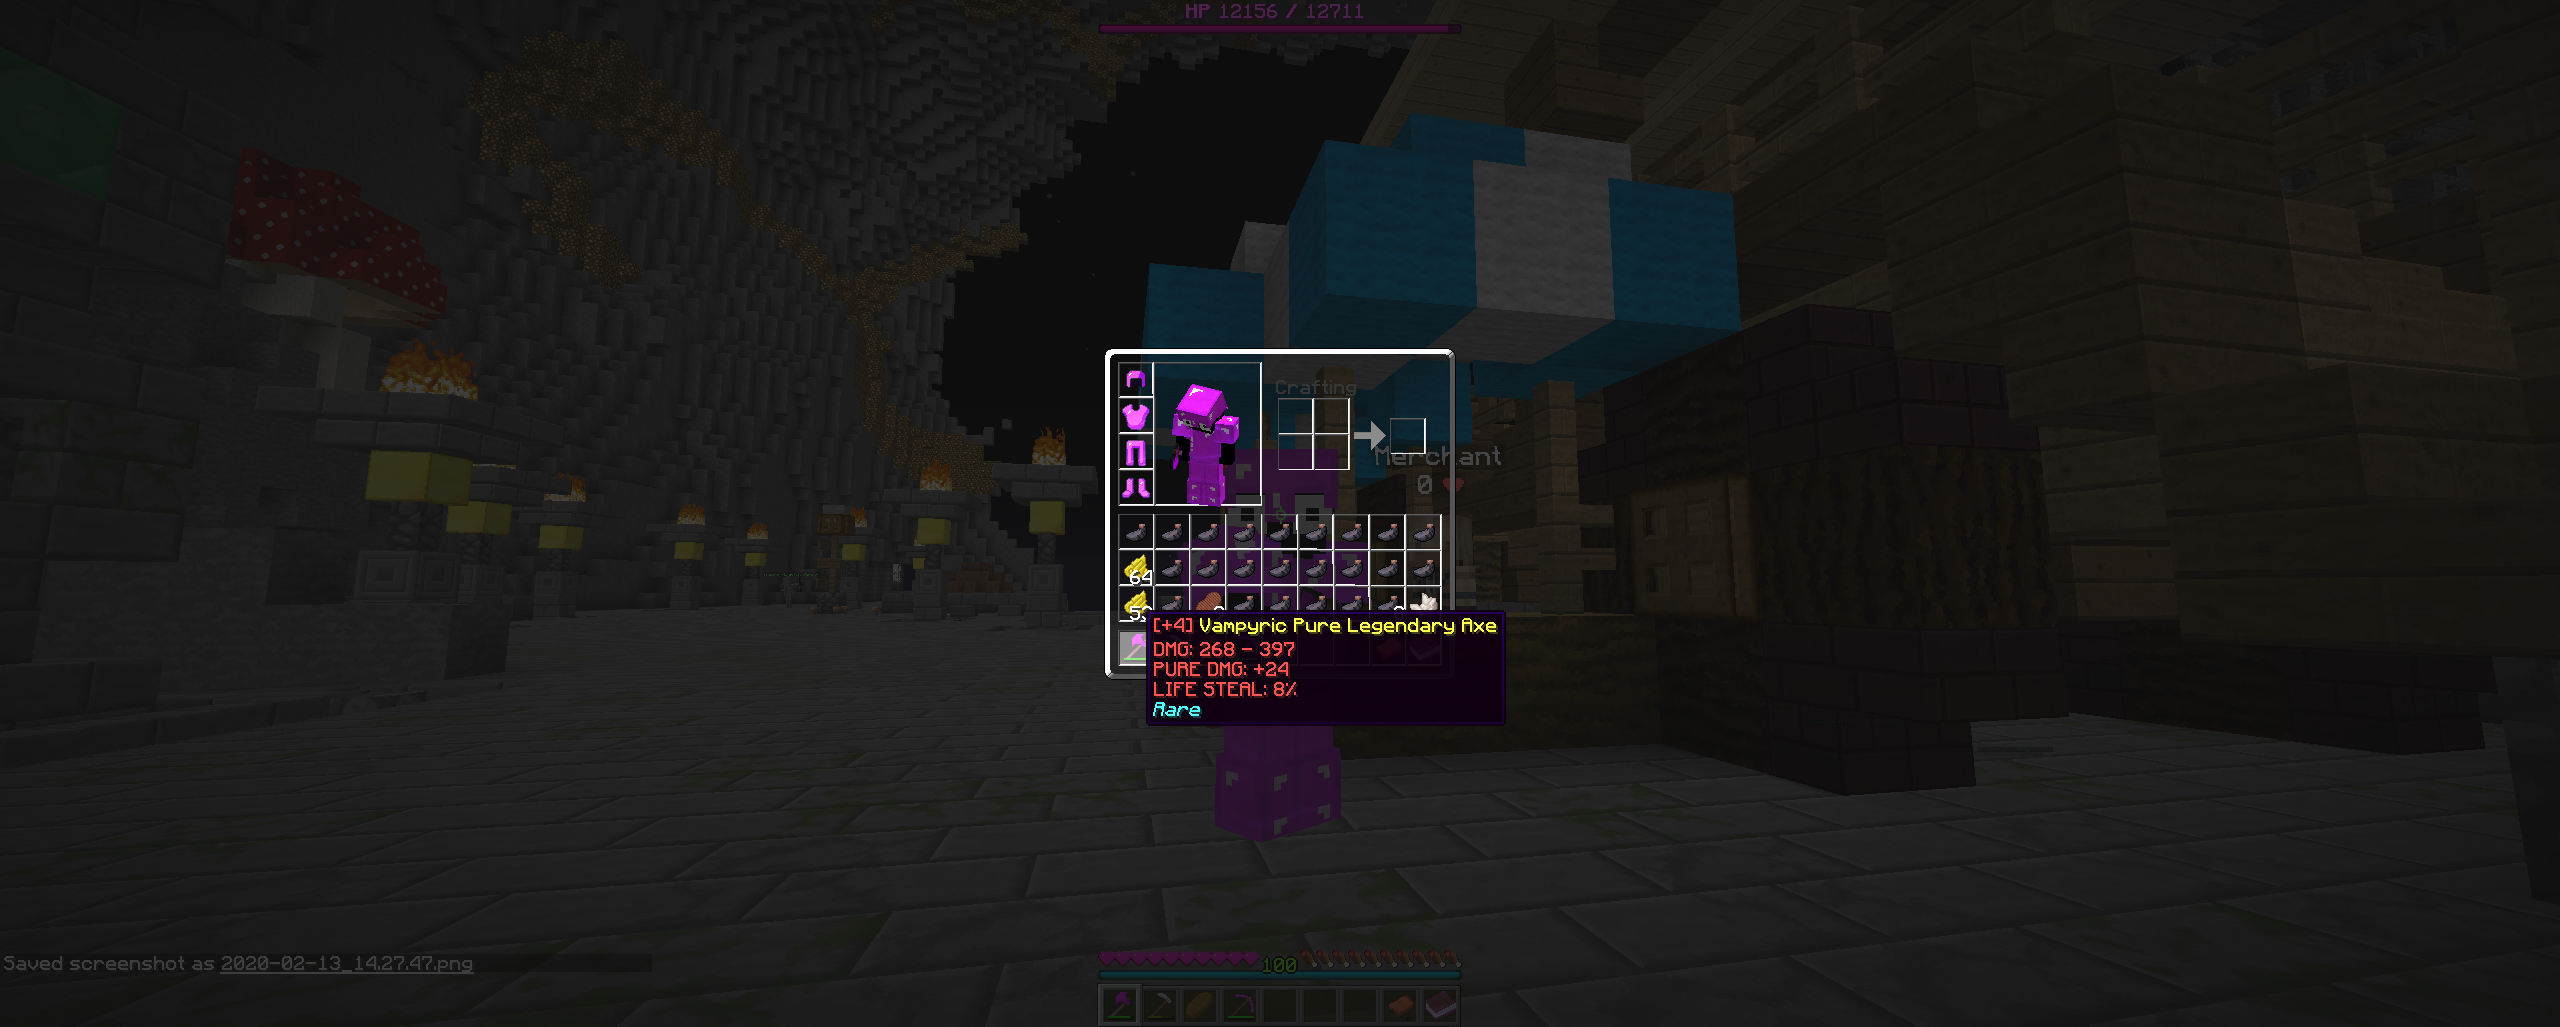 HP 12156 / 12711
Crafting
Merchant
0
64
[+4] Vampyric Pure Legendary Axe
DMG: 268 - 397
PURE DMG: +24
LIFE STEAL: 8%
Rare
Saved screenshot as 2020-02-13_14.27.47.png
100